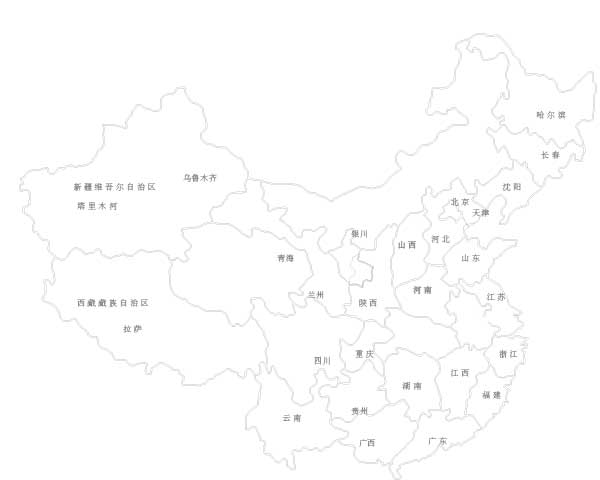 哈尔滨
长春
乌鲁木齐
新疆维吾尔自治区
沈阳
北京
塔里木河
天津
银川
河北
山西
青海
山东
河南
兰州
江苏
西藏藏族自治区
陕西
拉萨
重庆
浙江
四川
江西
湖南
福建
贵州
云南
广西
广东